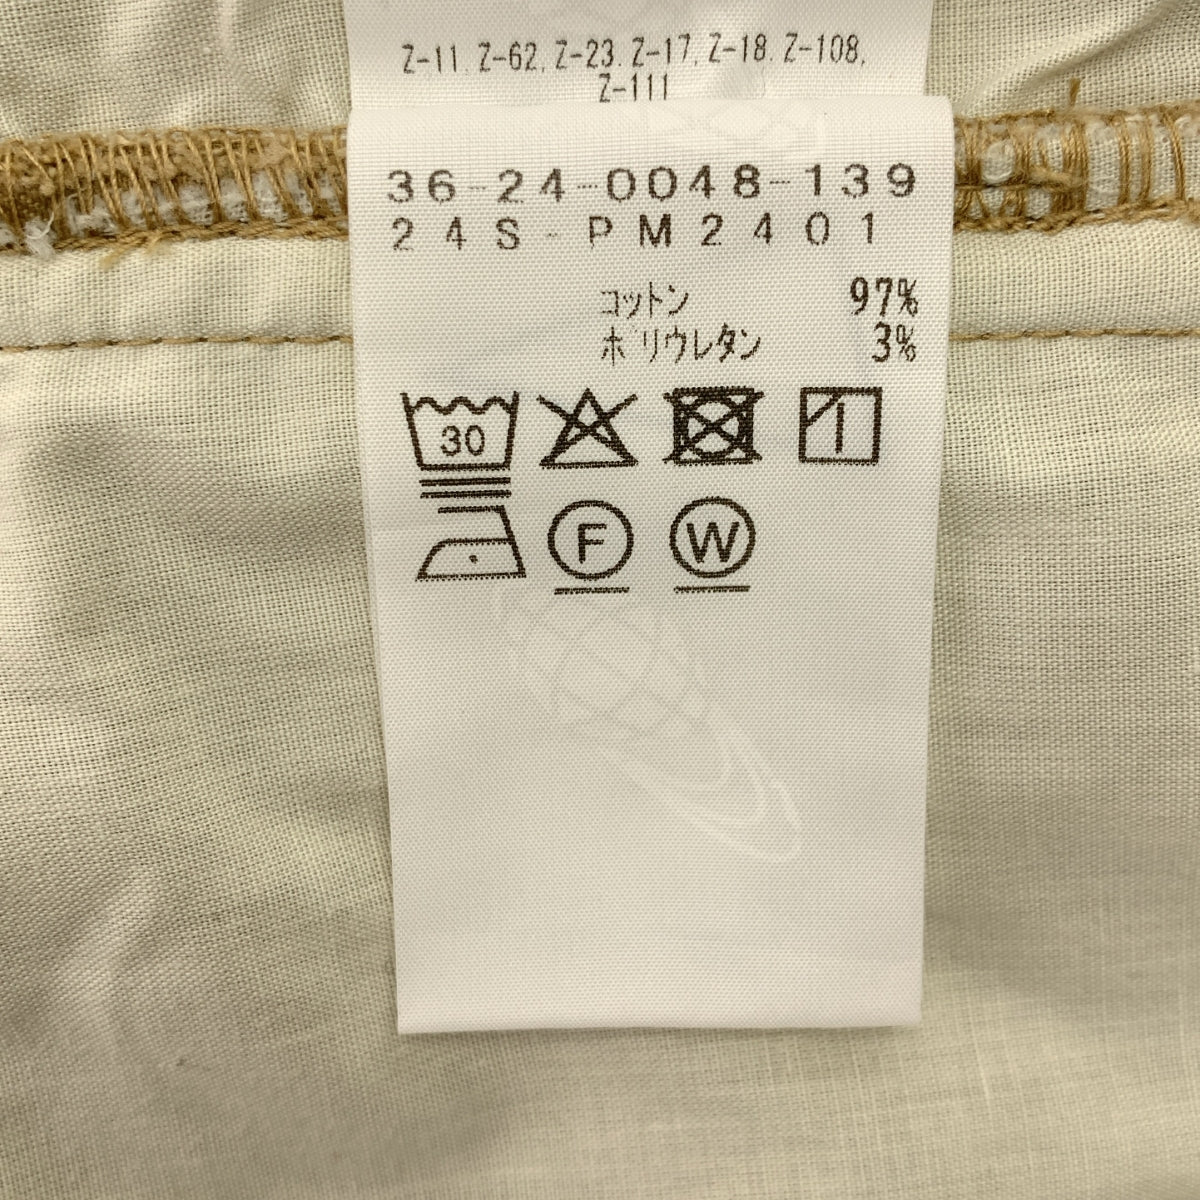 Z-11, Z-62, Z-23, Z-17, Z-18, Z-108,
Z-111
36-24-0048-139
24S-PM2401
コットン 97%
ポリウレタン 3%
30
F W